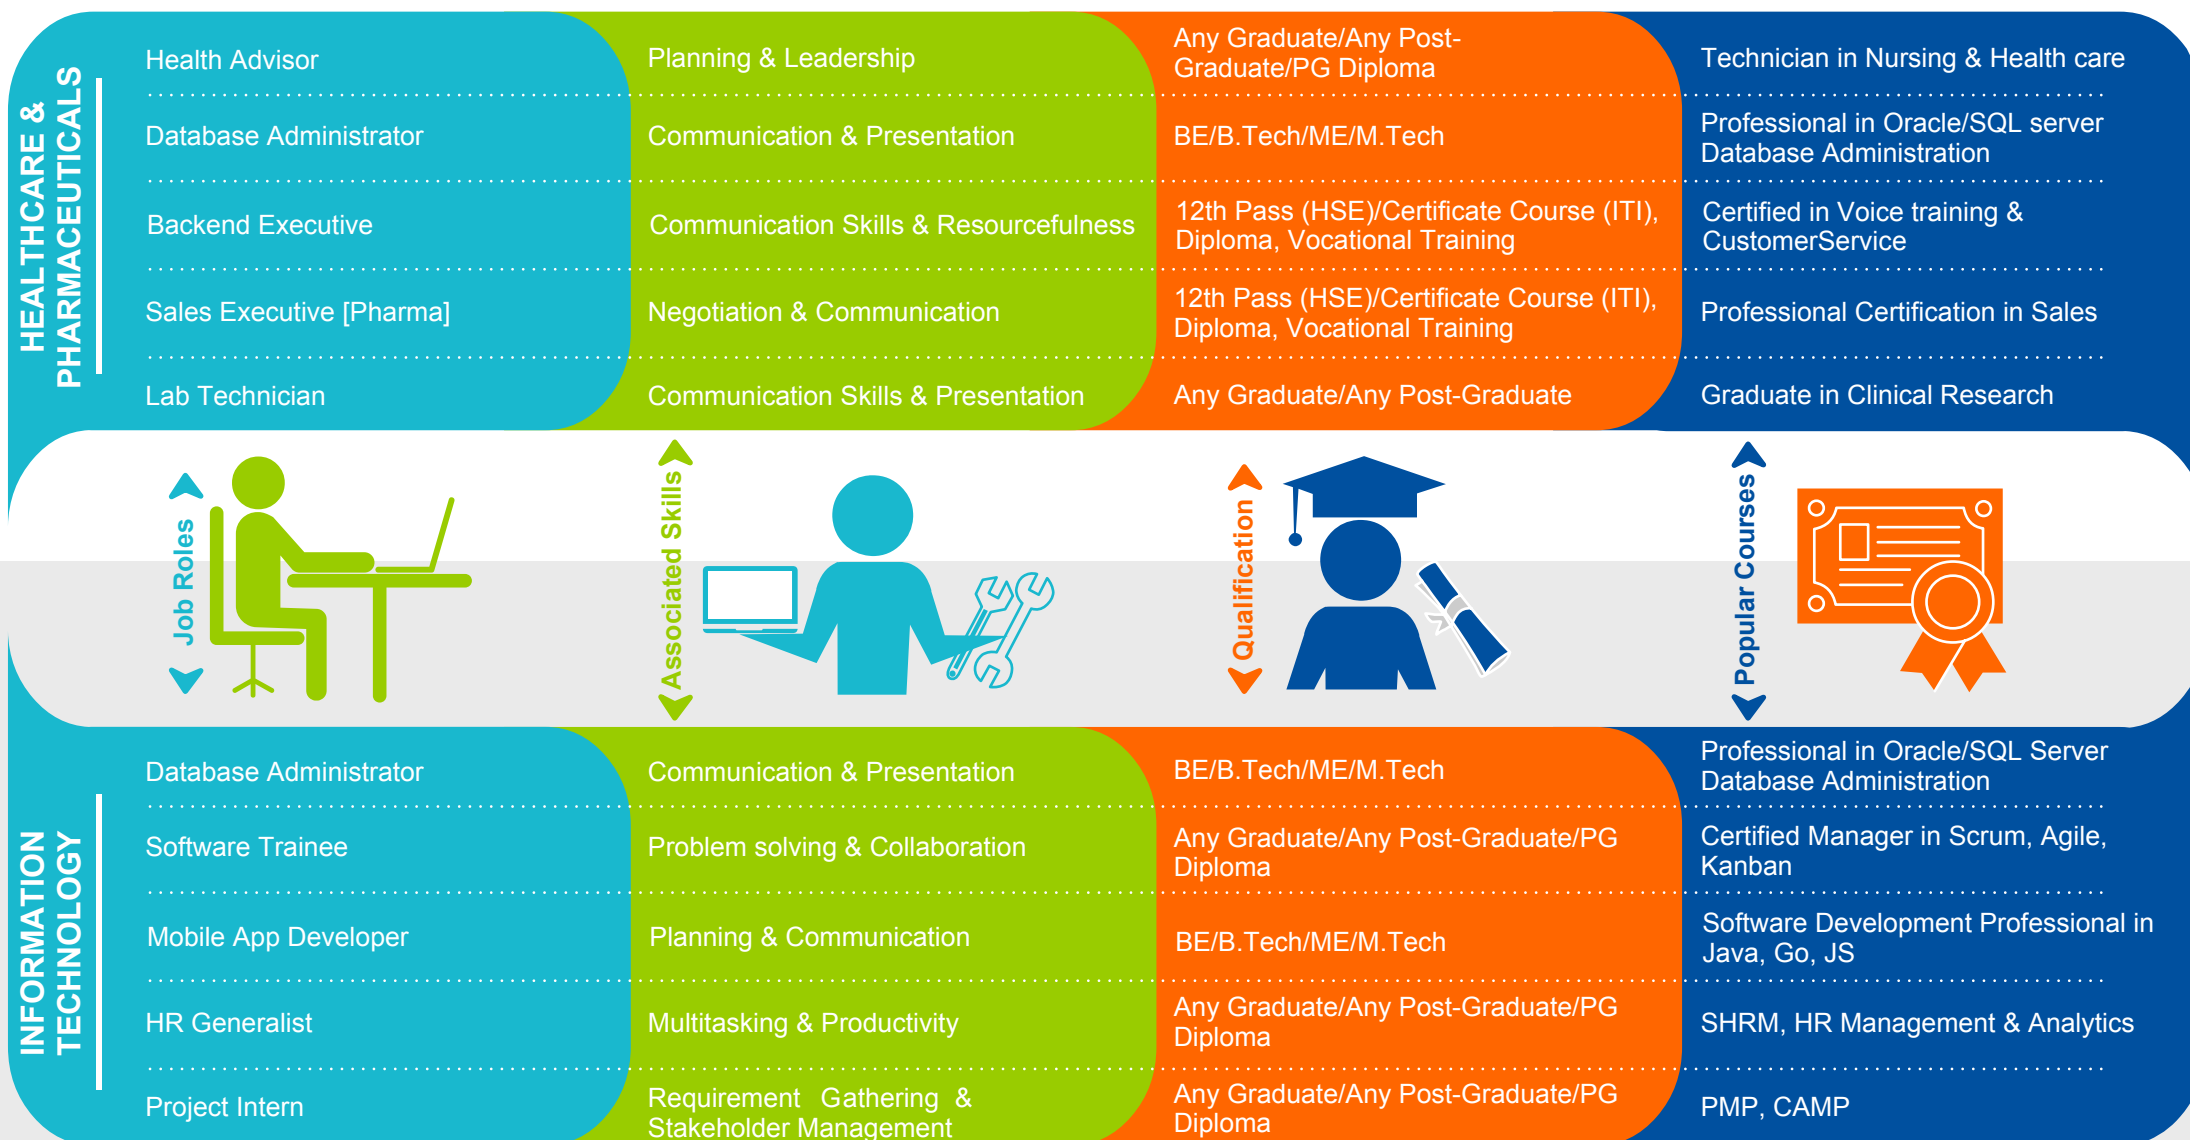 HEALTHCARE &
PHARMACEUTICALS
Health Advisor
Planning & Leadership
Any Graduate/Any Post-
Graduate/PG Diploma
Technician in Nursing & Health care
Database Administrator
Communication & Presentation
BE/B.Tech/ME/M.Tech
Professional in Oracle/SQL server
Database Administration
Backend Executive
Communication Skills & Resourcefulness
12th Pass (HSE)/Certificate Course (ITI),
Diploma, Vocational Training
Certified in Voice training &
CustomerService
Sales Executive [Pharma]
Negotiation & Communication
12th Pass (HSE)/Certificate Course (ITI),
Diploma, Vocational Training
Professional Certification in Sales
Lab Technician
Communication Skills & Presentation
Any Graduate/Any Post-Graduate
Graduate in Clinical Research
Job Roles
Associated Skills
Qualification
Popular Courses
INFORMATION
TECHNOLOGY
Database Administrator
Communication & Presentation
BE/B.Tech/ME/M.Tech
Professional in Oracle/SQL Server
Database Administration
Software Trainee
Problem solving & Collaboration
Any Graduate/Any Post-Graduate/PG
Diploma
Certified Manager in Scrum, Agile,
Kanban
Mobile App Developer
Planning & Communication
BE/B.Tech/ME/M.Tech
Software Development Professional in
Java, Go, JS
HR Generalist
Multitasking & Productivity
Any Graduate/Any Post-Graduate/PG
Diploma
SHRM, HR Management & Analytics
Project Intern
Requirement Gathering &
Stakeholder Management
Any Graduate/Any Post-Graduate/PG
Diploma
PMP, CAMP